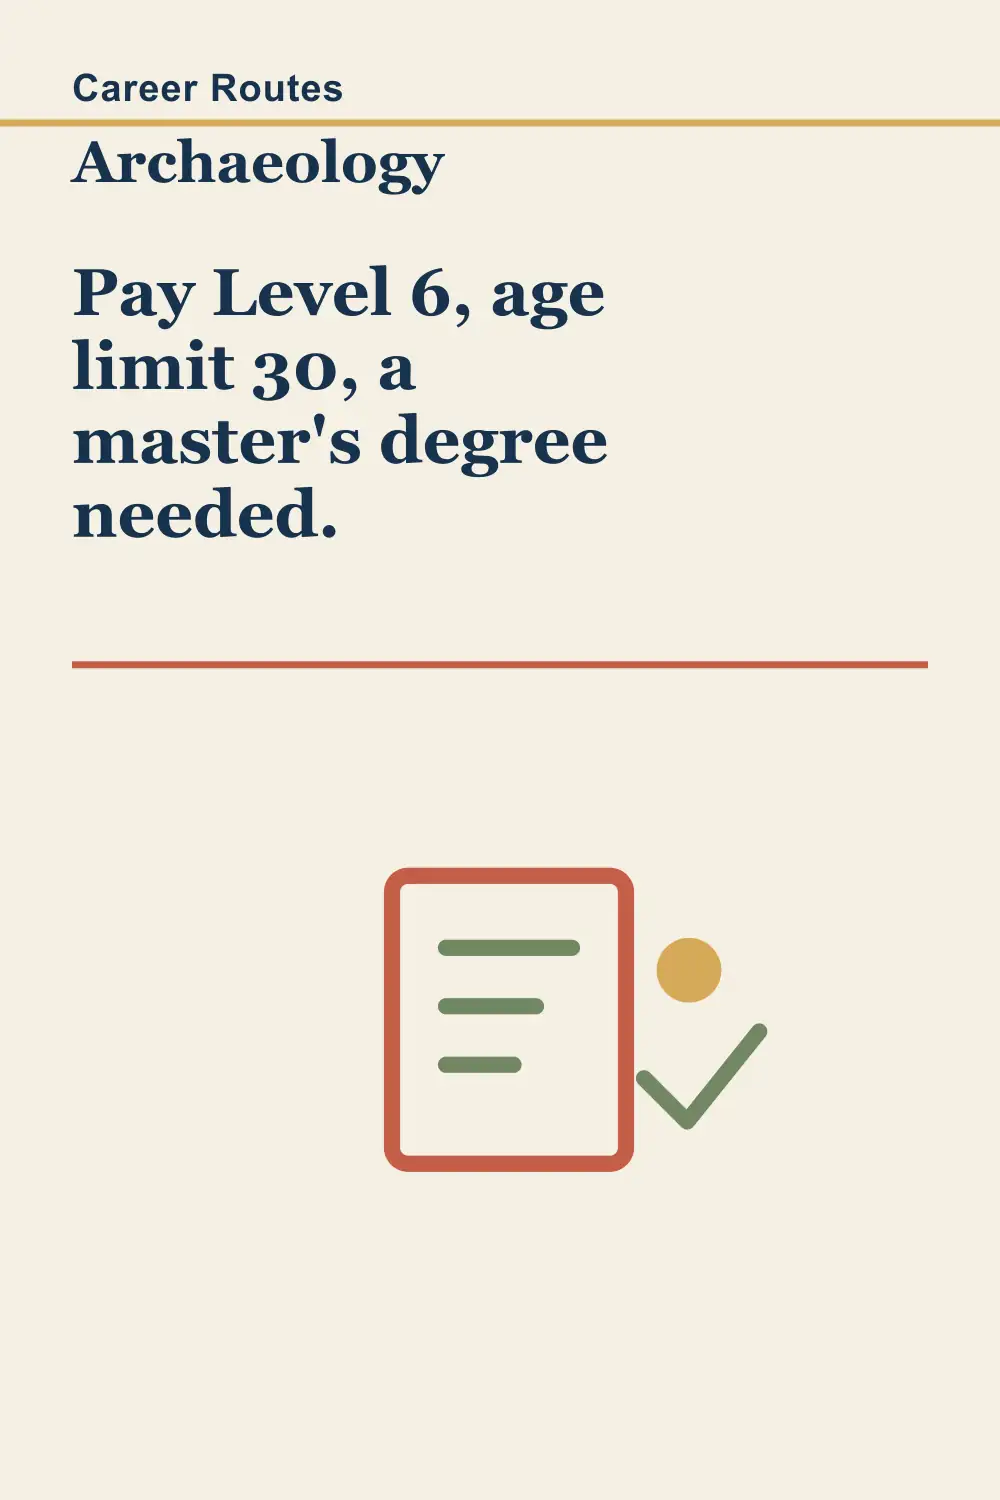 Career Routes
Archaeology
Pay Level 6, age
limit 30, a
master's degree
needed.